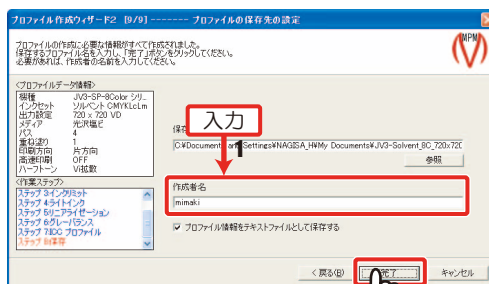 プロファイル作成ウィザード2 [9/9] ------- プロファイルの保存先の設定
プロファイルの作成に必要な情報がすべて作成されました。
保存するプロファイル名を入力し、「完了」ボタンをクリックしてください。
必要があれば、作成者の名前を入力してください。
MPM
<プロファイルデータ情報>
機種 JV3-SP-8Color シリ...
インクセット ソルベント CMYKLcLm
出力設定 720 x 720 VD
メディア 光沢塩ビ
パス 4
重ね塗り 1
印刷方向 片方向
高速印刷 OFF
ハーフトーン Vi拡散
<作業ステップ>
ステップ 3:インクリミット
ステップ 4:ライトインク
ステップ 5:リニアライゼーション
ステップ 6:グレーバランス
ステップ 7:ICC プロファイル
ステップ 8:保存
保存
入力
1
C:¥Document and Settings¥NAGISA_H¥My Documents¥JV3-Solvent_8C_720x720
参照
作成者名
mimaki
プロファイル情報をテキストファイルとして保存する
< 戻る(B)
完了
キャンセル